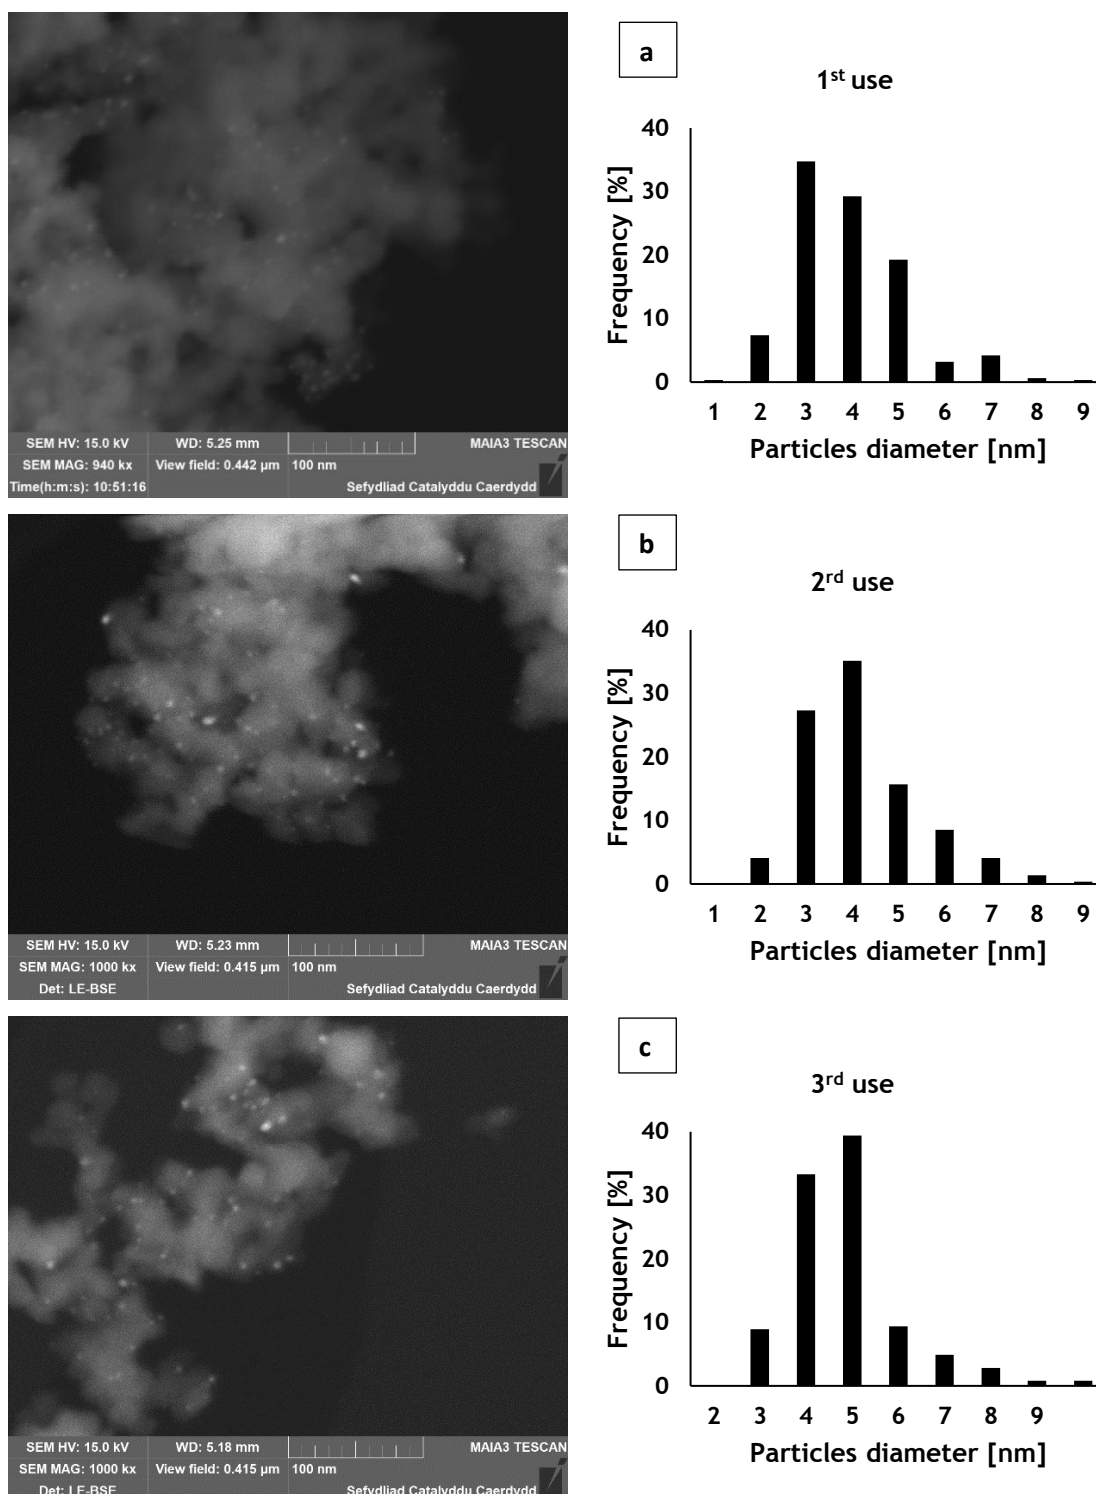 a
1st use
Frequency [%]
40
30
20
10
0
1 2 3 4 5 6 7 8 9
Particles diameter [nm]
SEM HV: 15.0 kV WD: 5.25 mm MAIA3 TESCAN
SEM MAG: 940 kx View field: 0.442 µm 100 nm
Time(h:m:s): 10:51:16 Sefydliad Catalyddu Caerdydd
b
2rd use
Frequency [%]
40
30
20
10
0
1 2 3 4 5 6 7 8 9
Particles diameter [nm]
SEM HV: 15.0 kV WD: 5.23 mm MAIA3 TESCAN
SEM MAG: 1000 kx View field: 0.415 µm 100 nm
Det: LE-BSE Sefydliad Catalyddu Caerdydd
c
3rd use
Frequency [%]
40
30
20
10
0
2 3 4 5 6 7 8 9
Particles diameter [nm]
SEM HV: 15.0 kV WD: 5.18 mm MAIA3 TESCAN
SEM MAG: 1000 kx View field: 0.415 µm 100 nm
Det: LE-BSE Sefydliad Catalyddu Caerdydd